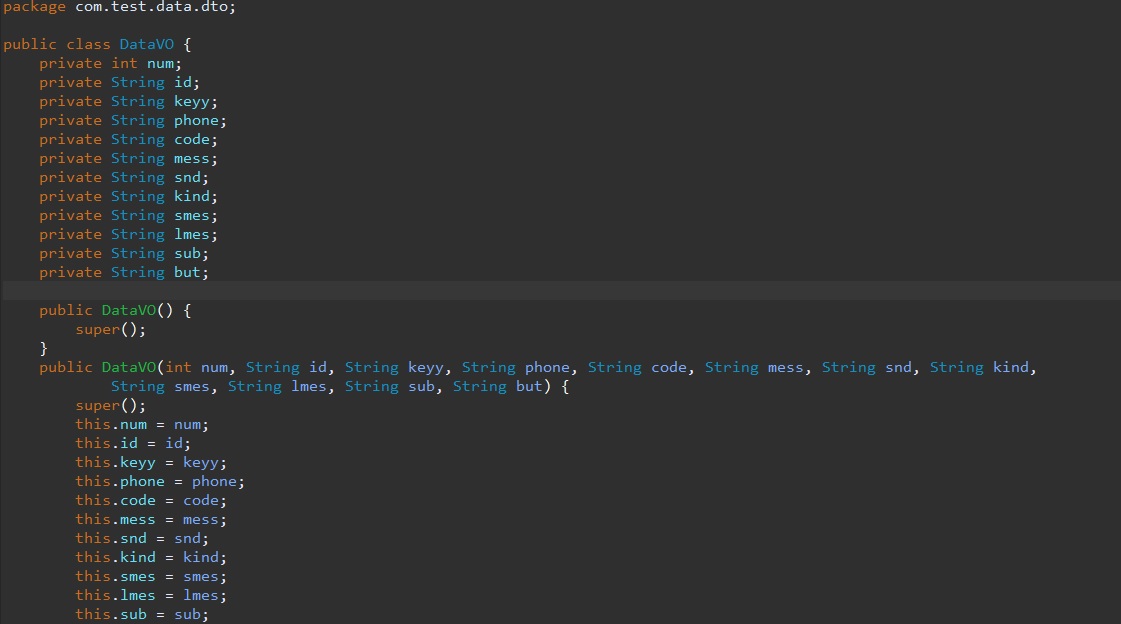 package com.test.data.dto;
public class DataVO {
private int num;
private String id;
private String keyy;
private String phone;
private String code;
private String mess;
private String snd;
private String kind;
private String smes;
private String lmes;
private String sub;
private String but;
public DataVO() {
super();
}
public DataVO(int num, String id, String keyy, String phone, String code, String mess, String snd, String kind,
String smes, String lmes, String sub, String but) {
super();
this.num = num;
this.id = id;
this.keyy = keyy;
this.phone = phone;
this.code = code;
this.mess = mess;
this.snd = snd;
this.kind = kind;
this.smes = smes;
this.lmes = lmes;
this.sub = sub;